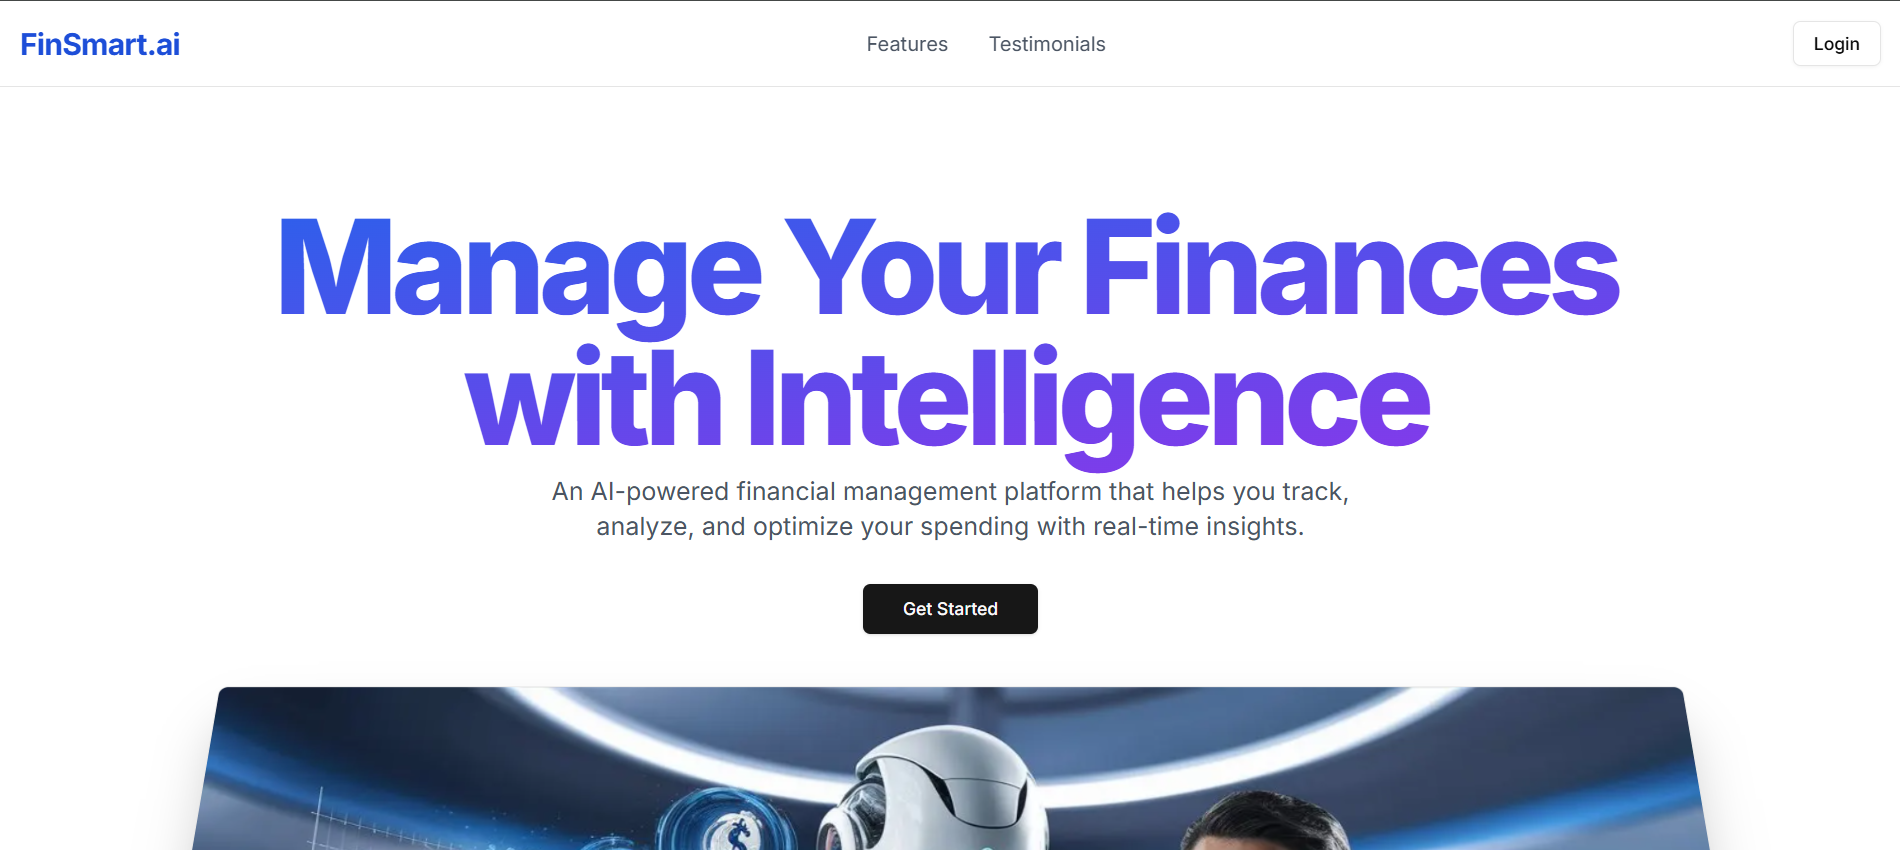 FinSmart.ai
Features
Testimonials
Login
Manage Your Finances
with Intelligence
An AI-powered financial management platform that helps you track,
analyze, and optimize your spending with real-time insights.
Get Started